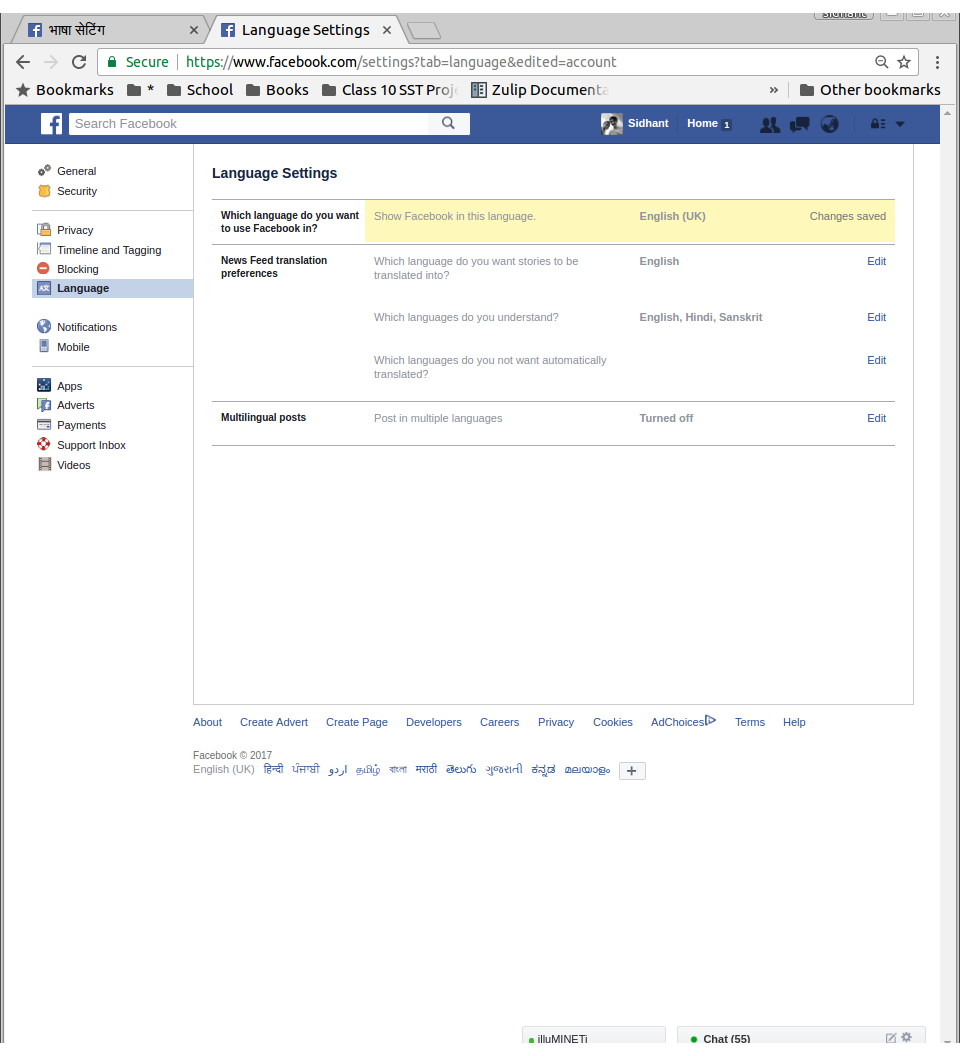 Sidhant
भाषा सेटिंग
Language Settings
Secure
https://www.facebook.com/settings?tab=language&edited=account
Bookmarks * School Books Class 10 SST Proje Zulip Documenta » Other bookmarks
Search Facebook
Sidhant Home 1
General
Security
Privacy
Timeline and Tagging
Blocking
Language
Notifications
Mobile
Apps
Adverts
Payments
Support Inbox
Videos
Language Settings
Which language do you want
to use Facebook in?
Show Facebook in this language.
English (UK)
Changes saved
News Feed translation
preferences
Which language do you want stories to be
translated into?
English
Edit
Which languages do you understand?
English, Hindi, Sanskrit
Edit
Which languages do you not want automatically
translated?
Edit
Multilingual posts
Post in multiple languages
Turned off
Edit
About Create Advert Create Page Developers Careers Privacy Cookies AdChoices Terms Help
Facebook © 2017
English (UK) हिन्दी ਪੰਜਾਬੀ اردو தமிழ் বাংলা मराठी తెలుగు ગુજરાતી ಕನ್ನಡ മലയാളം +
illuMINETi
Chat (55)